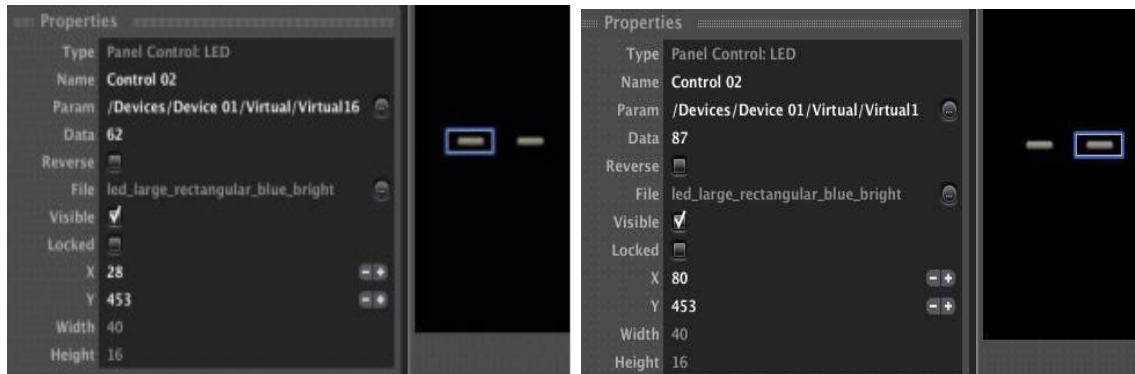 Properties
Type Panel Control: LED
Name Control 02
Param /Devices/Device 01/Virtual/Virtual16
Data 62
Reverse
File led_large_rectangular_blue_bright
Visible
Locked
X 28
Y 453
Width 40
Height 16
Properties
Type Panel Control: LED
Name Control 02
Param /Devices/Device 01/Virtual/Virtual1
Data 87
Reverse
File led_large_rectangular_blue_bright
Visible
Locked
X 80
Y 453
Width 40
Height 16